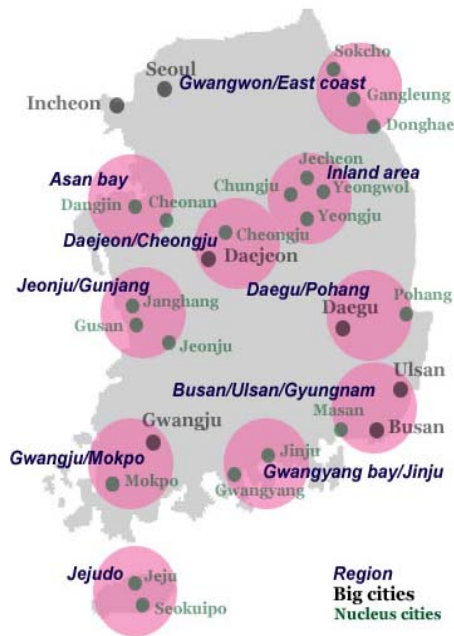 Sokcho
Seoul
Gwangwon/East coast
Incheon
Gangleung
Donghae
Jecheon
Asan bay
Inland area
Chungju
Yeongwol
Dangjin
Cheonan
Yeongju
Daejeon/Cheongju
Cheongju
Daejeon
Jeonju/Gunjang
Daegu/Pohang
Janghang
Pohang
Gusan
Daegu
Jeonju
Ulsan
Busan/Ulsan/Gyungnam
Masan
Gwangju
Busan
Gwangju/Mokpo
Jinju
Gwangyang bay/Jinju
Mokpo
Gwangyang
Jejudo
Jeju
Seokuipo
Region
Big cities
Nucleus cities